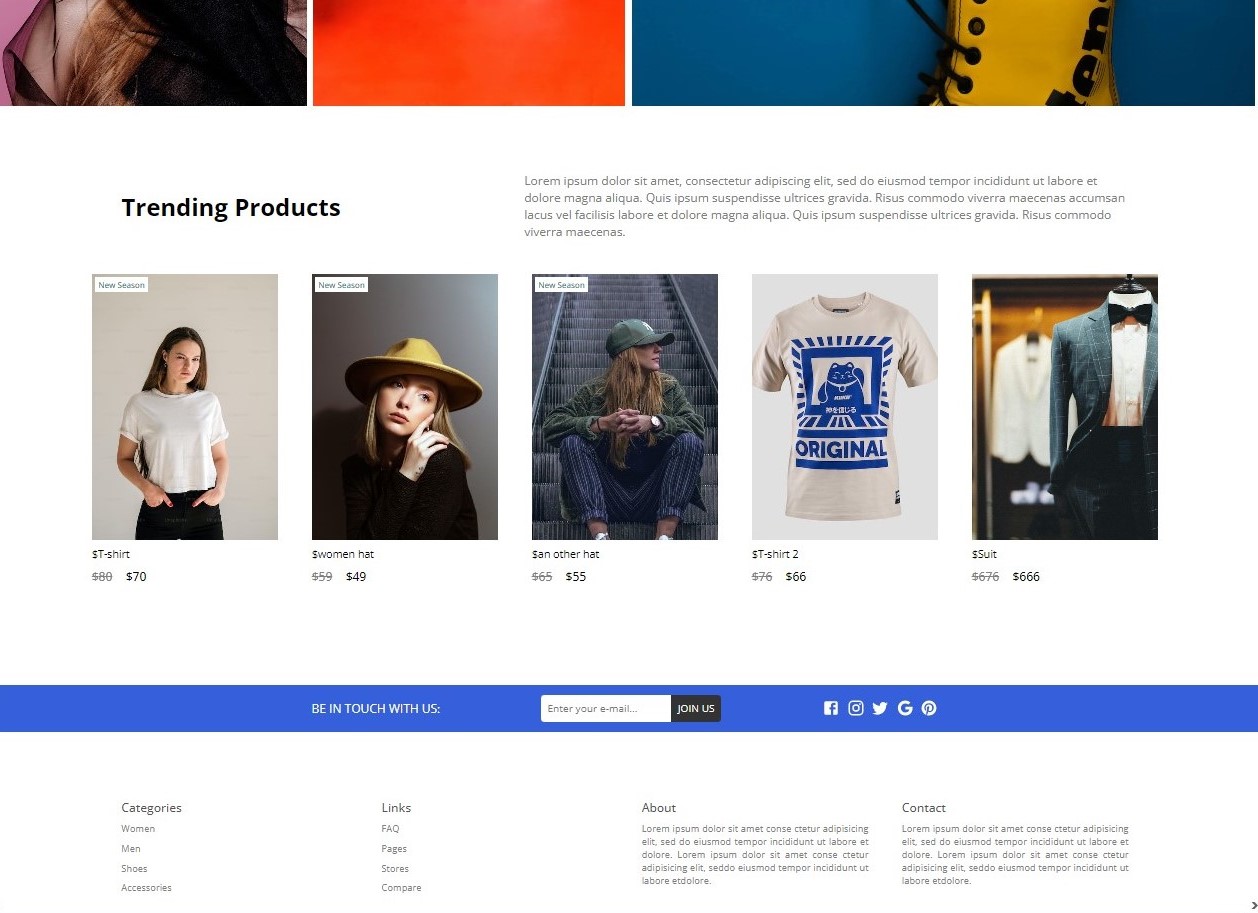 ten.
Trending Products
Lorem ipsum dolor sit amet, consectetur adipiscing elit, sed do eiusmod tempor incididunt ut labore et
dolore magna aliqua. Quis ipsum suspendisse ultrices gravida. Risus commodo viverra maecenas accumsan
lacus vel facilisis labore et dolore magna aliqua. Quis ipsum suspendisse ultrices gravida. Risus commodo
viverra maecenas.
New Season
New Season
New Season
神を信じる
ORIGINAL
$T-shirt
$80 $70
$women hat
$59 $49
$an other hat
$65 $55
$T-shirt 2
$76 $66
$Suit
$676 $666
BE IN TOUCH WITH US:
Enter your e-mail...
JOIN US
Categories
Women
Men
Shoes
Accessories
Links
FAQ
Pages
Stores
Compare
About
Lorem ipsum dolor sit amet conse ctetur adipisicing
elit, sed do eiusmod tempor incididunt ut labore et
dolore. Lorem ipsum dolor sit amet conse ctetur
adipisicing elit, seddo eiusmod tempor incididunt ut
labore etdolore.
Contact
Lorem ipsum dolor sit amet conse ctetur adipisicing
elit, sed do eiusmod tempor incididunt ut labore et
dolore. Lorem ipsum dolor sit amet conse ctetur
adipisicing elit, seddo eiusmod tempor incididunt ut
labore etdolore.